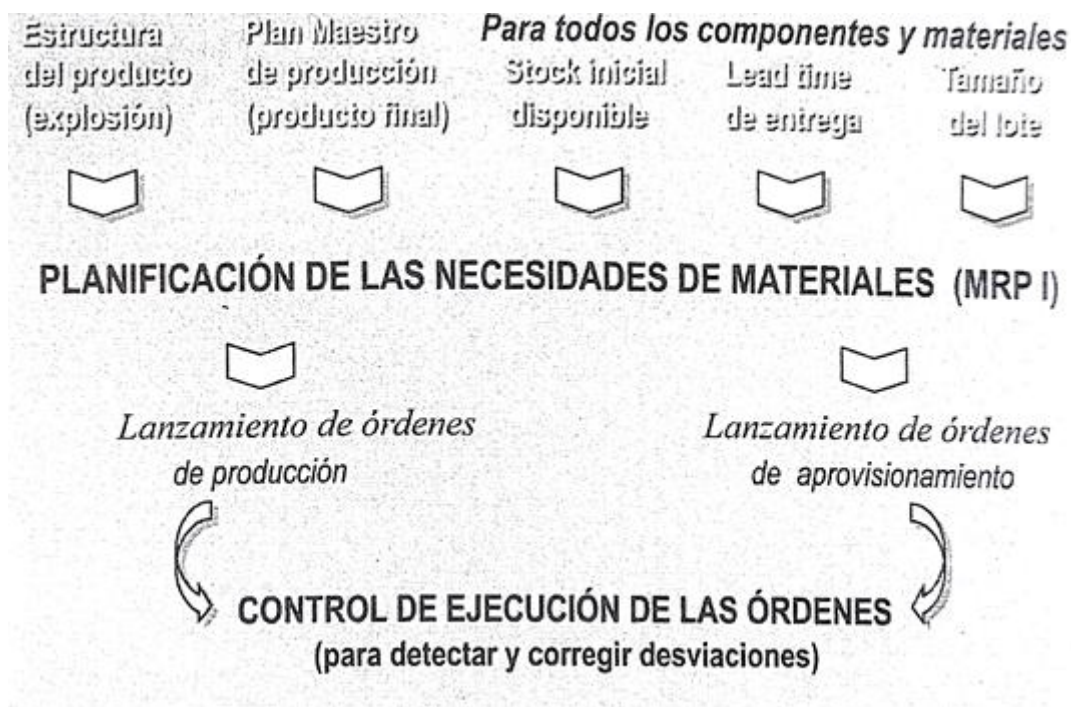 Para todos los componentes y materiales
Estructura
del producto
(explosión)
Plan Maestro
de producción
(producto final)
Stock inicial
disponible
Lead time
de entrega
Tamaño
del lote
PLANIFICACIÓN DE LAS NECESIDADES DE MATERIALES (MRP I)
Lanzamiento de órdenes
de producción
Lanzamiento de órdenes
de aprovisionamiento
CONTROL DE EJECUCIÓN DE LAS ÓRDENES
(para detectar y corregir desviaciones)